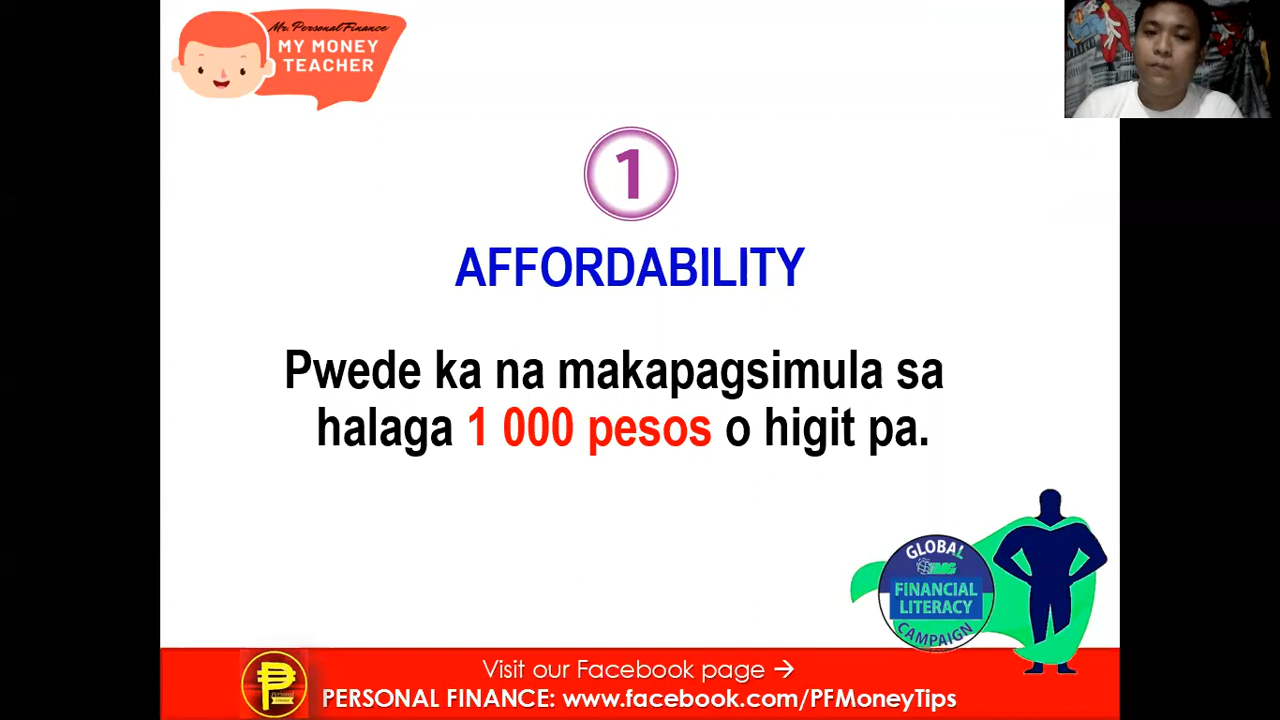 Mr. Personal Finance
MY MONEY
TEACHER
1
AFFORDABILITY
Pwede ka na makapagsimula sa
halaga 1 000 pesos o higit pa.
GLOBAL
IMG
FINANCIAL
LITERACY
CAMPAIGN
Visit our Facebook page →
PERSONAL FINANCE: www.facebook.com/PFMoneyTips